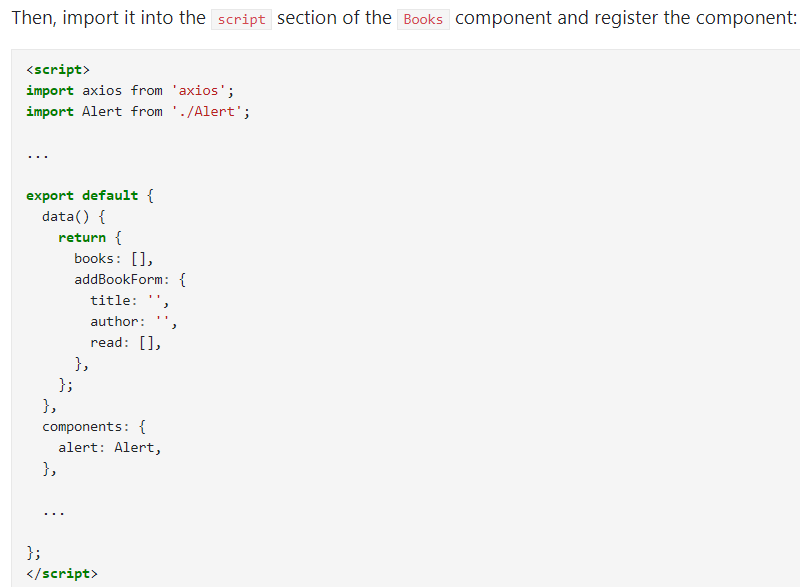 Then, import it into the script section of the Books component and register the component:
<script>
import axios from 'axios';
import Alert from './Alert';
...
export default {
  data() {
    return {
      books: [],
      addBookForm: {
        title: '',
        author: '',
        read: [],
      },
    };
  },
  components: {
    alert: Alert,
  },
  ...
};
</script>